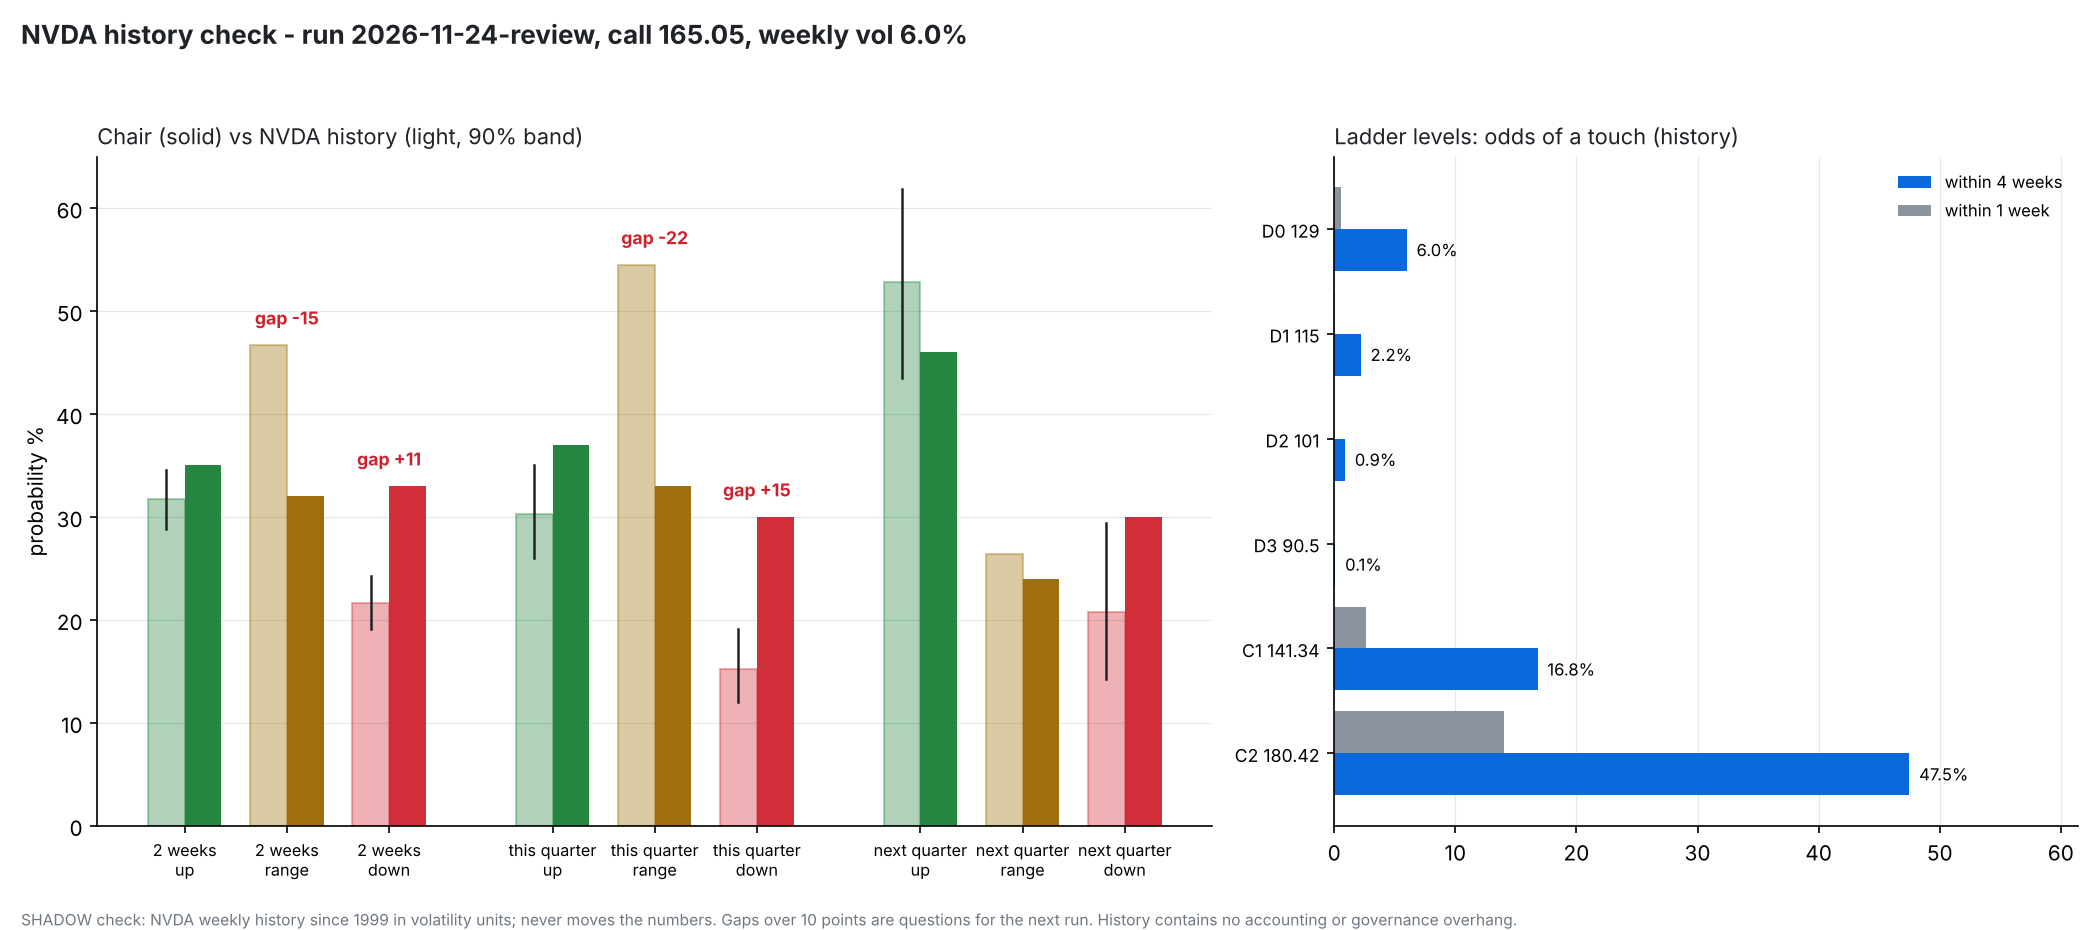 NVDA history check - run 2026-11-24-review, call 165.05, weekly vol 6.0%
Chair (solid) vs NVDA history (light, 90% band)
probability %
60
50
40
30
20
10
0
gap -15
gap +11
gap -22
gap +15
2 weeks
up
2 weeks
range
2 weeks
down
this quarter
up
this quarter
range
this quarter
down
next quarter
up
next quarter
range
next quarter
down
Ladder levels: odds of a touch (history)
within 4 weeks
within 1 week
D0 129
6.0%
D1 115
2.2%
D2 101
0.9%
D3 90.5
0.1%
C1 141.34
16.8%
C2 180.42
47.5%
0
10
20
30
40
50
60
SHADOW check: NVDA weekly history since 1999 in volatility units; never moves the numbers. Gaps over 10 points are questions for the next run. History contains no accounting or governance overhang.